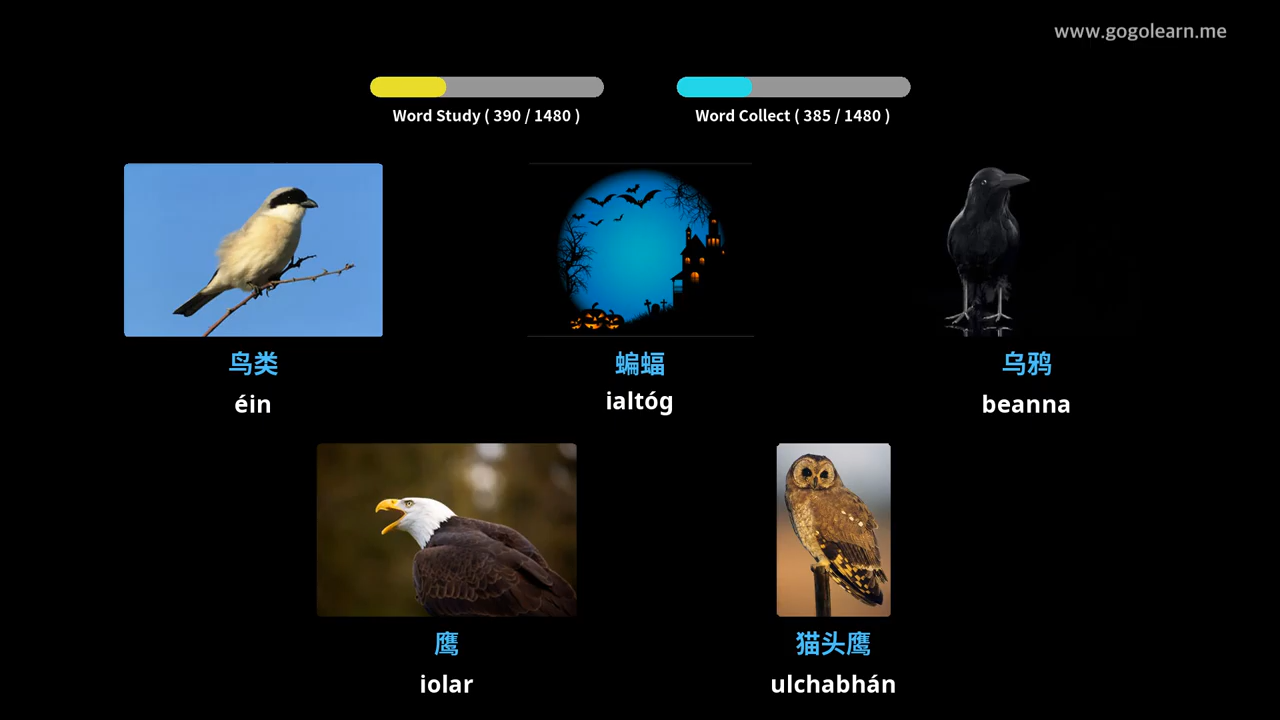 www.gogolearn.me
Word Study ( 390 / 1480 )
Word Collect ( 385 / 1480 )
鸟类
éin
蝙蝠
ialtóg
乌鸦
beanna
鹰
iolar
猫头鹰
ulchabhán